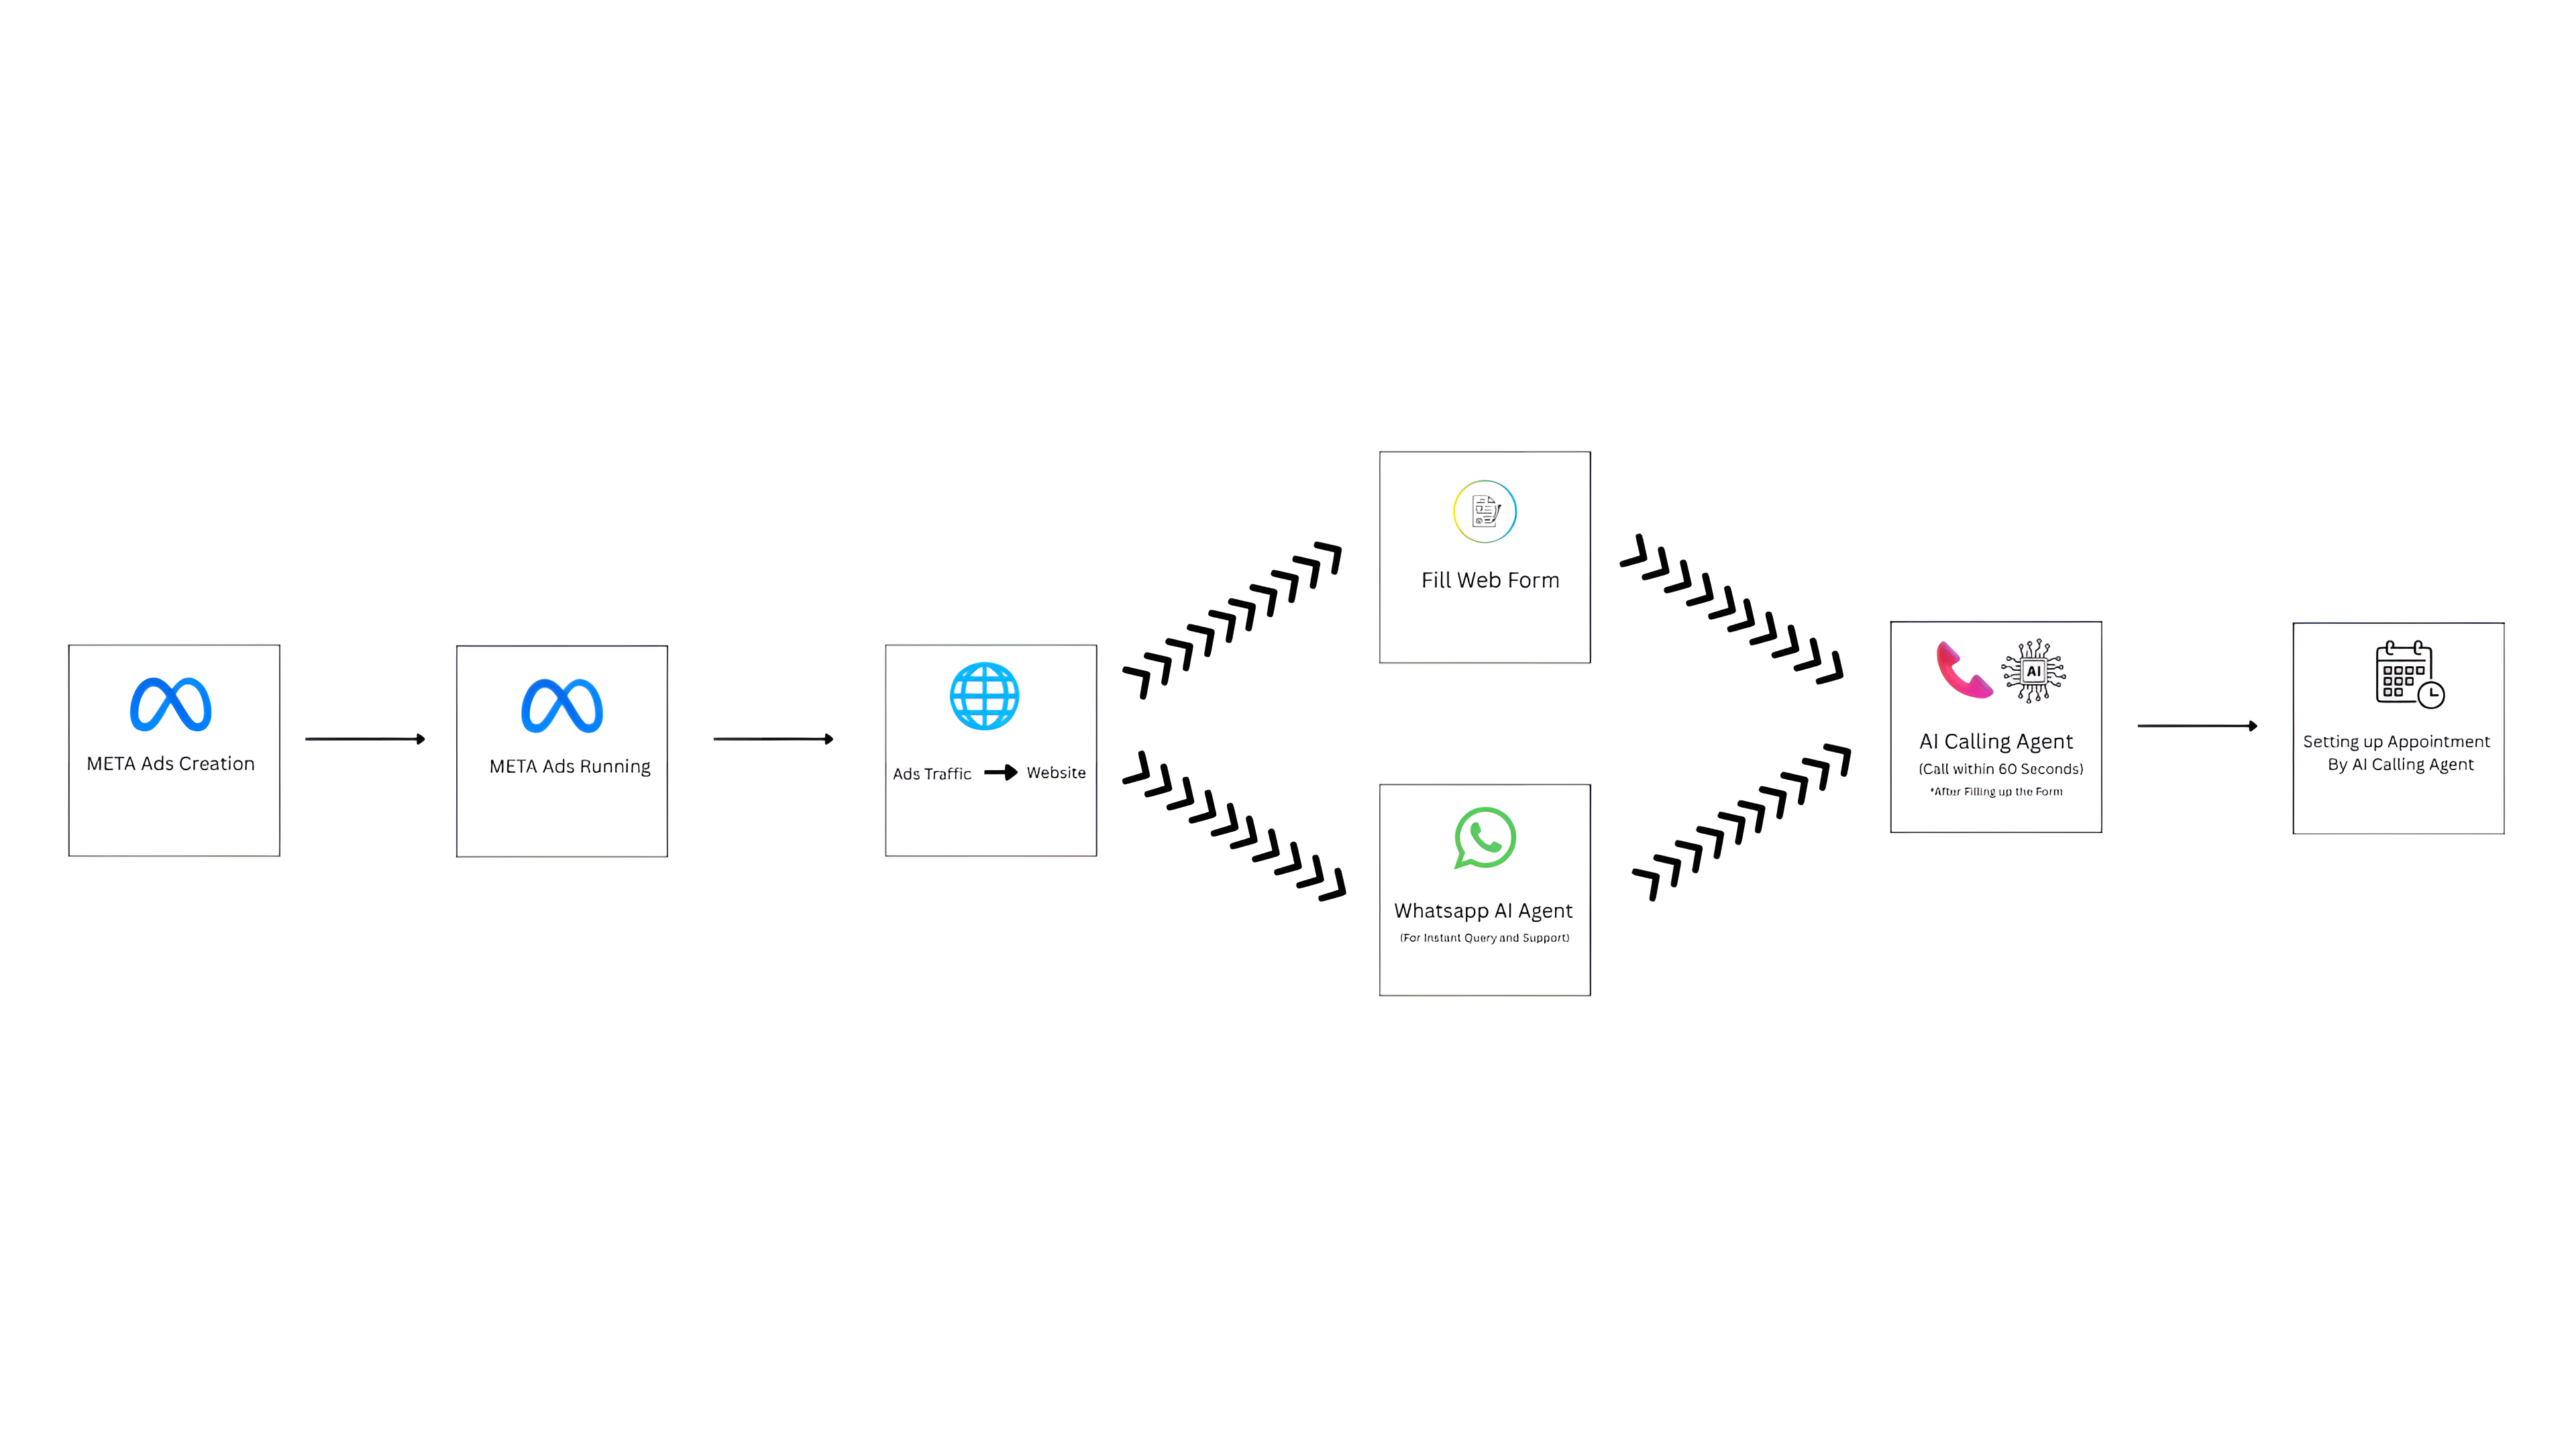 META Ads Creation
META Ads Running
Ads Traffic Website
Fill Web Form
Whatsapp AI Agent
(For Instant Query and Support)
AI
AI Calling Agent
(Call within 60 Seconds)
*After Filling up the Form
Setting up Appointment
By AI Calling Agent